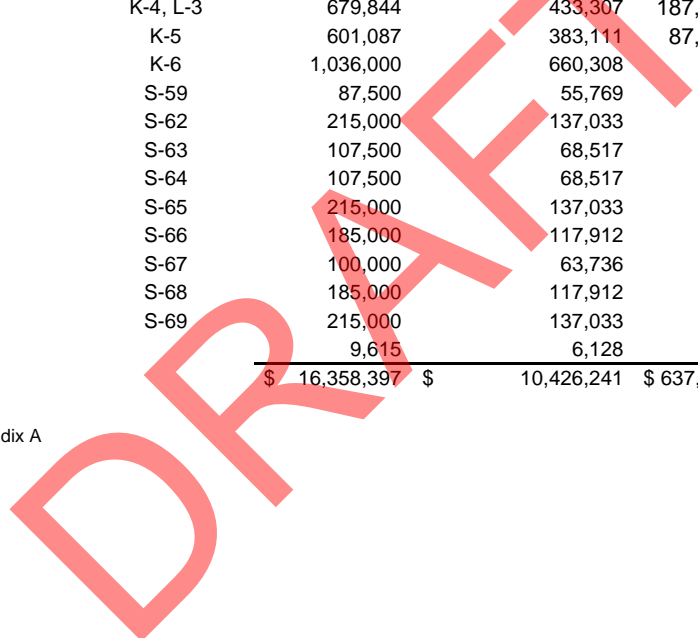 K-4, L-3 679,844 433,307 187,
K-5 601,087 383,111 87,
K-6 1,036,000 660,308
S-59 87,500 55,769
S-62 215,000 137,033
S-63 107,500 68,517
S-64 107,500 68,517
S-65 215,000 137,033
S-66 185,000 117,912
S-67 100,000 63,736
S-68 185,000 117,912
S-69 215,000 137,033
9,615 6,128
$ 16,358,397 $ 10,426,241 $ 637,
dix A
DRAFT